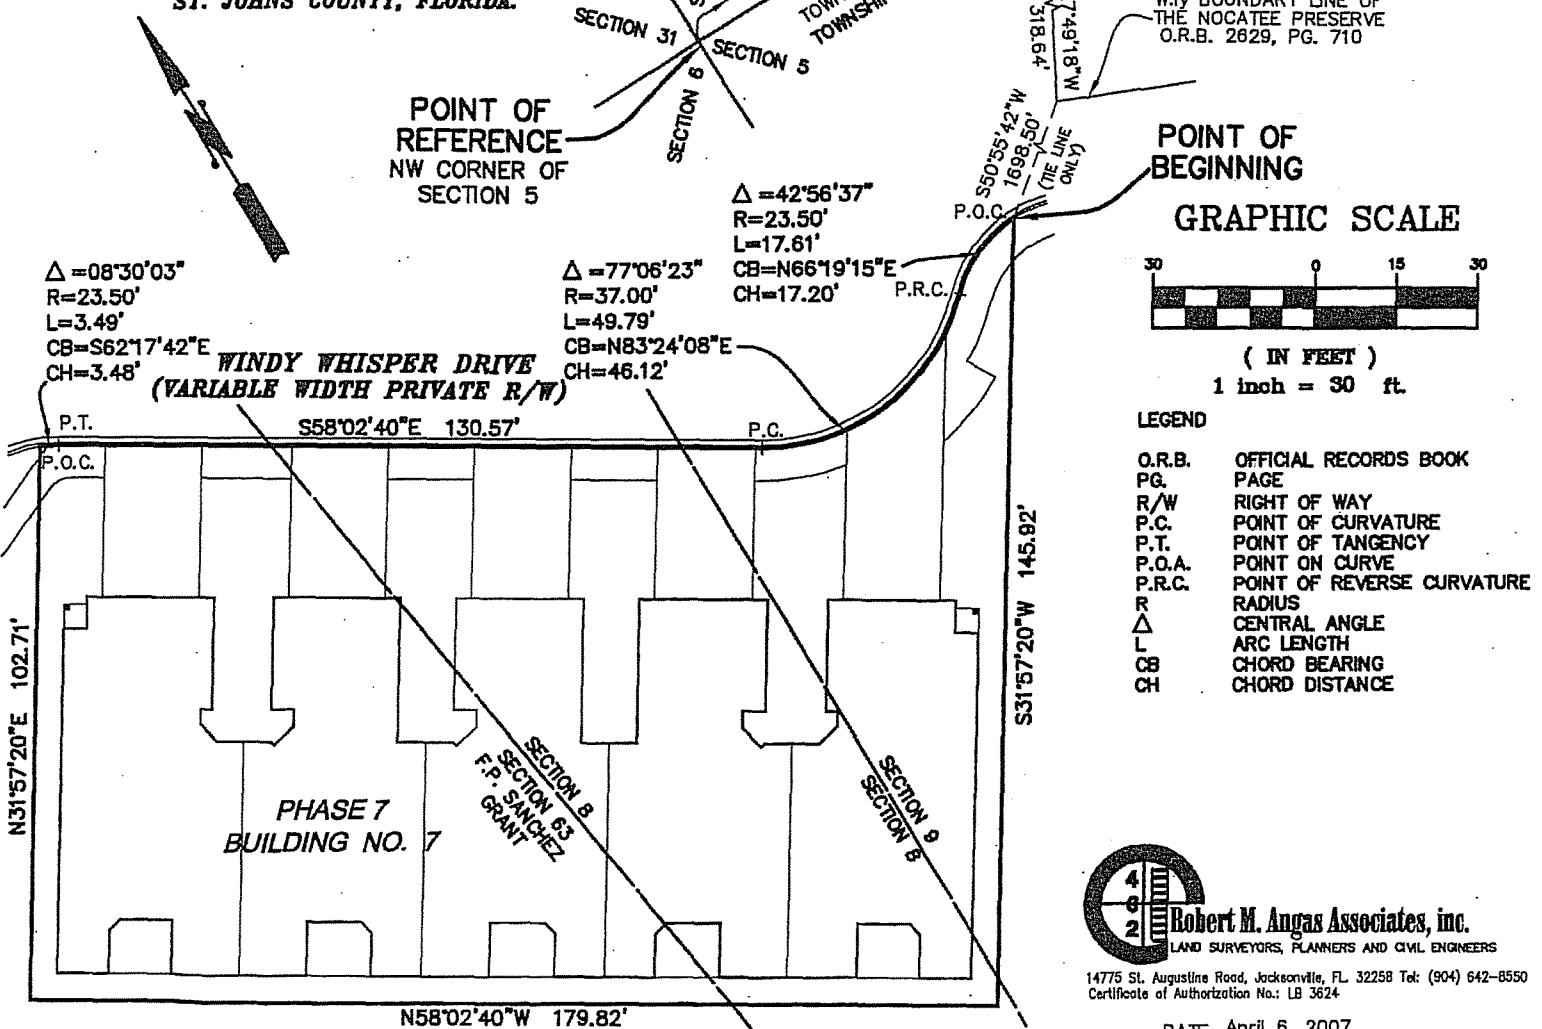 ST. JOHNS COUNTY, FLORIDA.
SECTION 31
SECTION 5
SECTION 6
TOWNSHIP
7°49'18"W
318.64'
W.ly BOUNDARY LINE OF
THE NOCATEE PRESERVE
O.R.B. 2629, PG. 710
POINT OF
REFERENCE
NW CORNER OF
SECTION 5
S50°55'42"W
1698.50'
(TIE LINE
ONLY)
POINT OF
BEGINNING
P.O.C.
Δ =42°56'37"
R=23.50'
L=17.61'
CB=N66°19'15"E
CH=17.20'
P.R.C.
GRAPHIC SCALE
30 0 15 30
( IN FEET )
1 inch = 30 ft.
Δ =08°30'03"
R=23.50'
L=3.49'
CB=S62°17'42"E
CH=3.48'
Δ =77°06'23"
R=37.00'
L=49.79'
CB=N83°24'08"E
CH=46.12'
WINDY WHISPER DRIVE
(VARIABLE WIDTH PRIVATE R/W)
P.T.
S58°02'40"E 130.57'
P.C.
P.O.C.
LEGEND
O.R.B. OFFICIAL RECORDS BOOK
PG. PAGE
R/W RIGHT OF WAY
P.C. POINT OF CURVATURE
P.T. POINT OF TANGENCY
P.O.A. POINT ON CURVE
P.R.C. POINT OF REVERSE CURVATURE
R RADIUS
Δ CENTRAL ANGLE
L ARC LENGTH
CB CHORD BEARING
CH CHORD DISTANCE
N31°57'20"E 102.71'
S31°57'20"W 145.92'
SECTION 8
SECTION 63
F.P. SANCHEZ
GRANT
SECTION 9
SECTION 8
PHASE 7
BUILDING NO. 7
N58°02'40"W 179.82'
Robert M. Angas Associates, inc.
LAND SURVEYORS, PLANNERS AND CIVIL ENGINEERS
14775 St. Augustine Road, Jacksonville, FL 32258 Tel: (904) 642-8550
Certificate of Authorization No.: LB 3624
DATE April 6, 2007